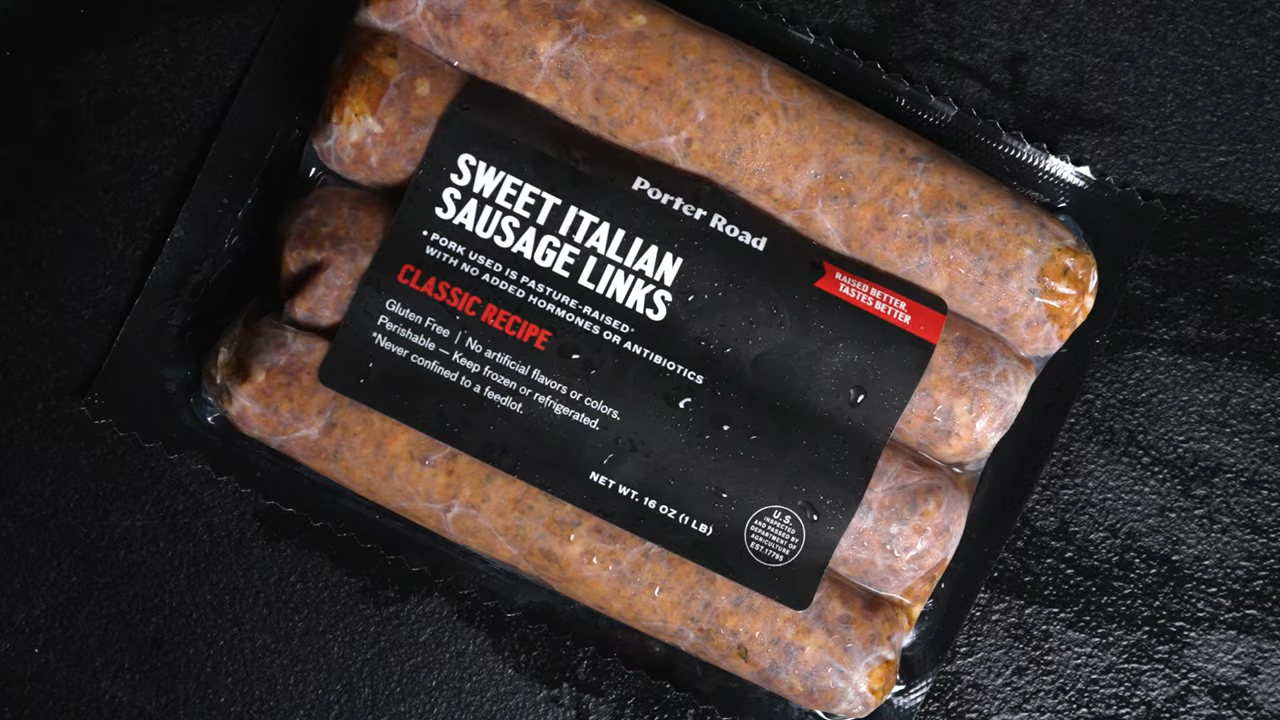 Porter Road
SWEET ITALIAN
SAUSAGE LINKS
• PORK USED IS PASTURE-RAISED*
WITH NO ADDED HORMONES OR ANTIBIOTICS
CLASSIC RECIPE
Gluten Free | No artificial flavors or colors.
Perishable — Keep frozen or refrigerated.
*Never confined to a feedlot.
RAISED BETTER,
TASTES BETTER
NET WT. 16 OZ (1 LB)
U.S.
INSPECTED
AND PASSED BY
DEPARTMENT OF
AGRICULTURE
EST.17795